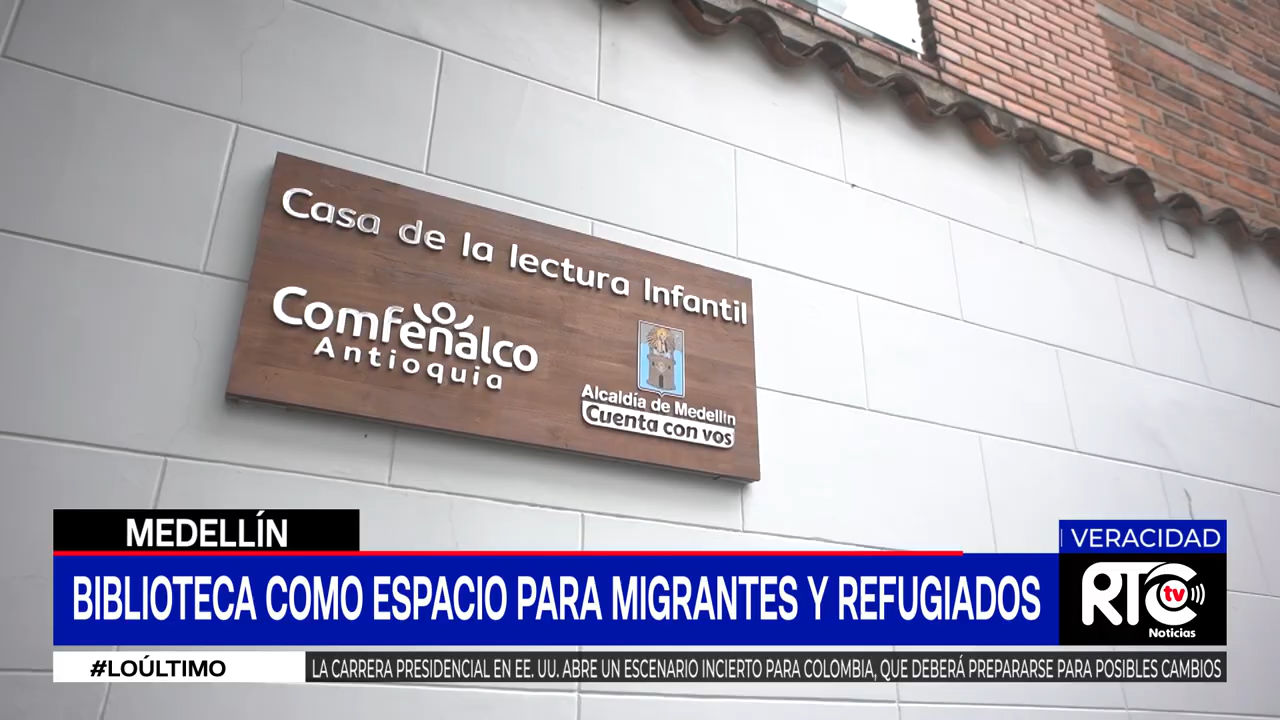 Casa de la lectura Infantil
Comfenalco
Antioquia
Alcaldía de Medellín
Cuenta con vos
MEDELLÍN
VERACIDAD
BIBLIOTECA COMO ESPACIO PARA MIGRANTES Y REFUGIADOS
RTC
tv
Noticias
#LOÚLTIMO
LA CARRERA PRESIDENCIAL EN EE. UU. ABRE UN ESCENARIO INCIERTO PARA COLOMBIA, QUE DEBERÁ PREPARARSE PARA POSIBLES CAMBIOS